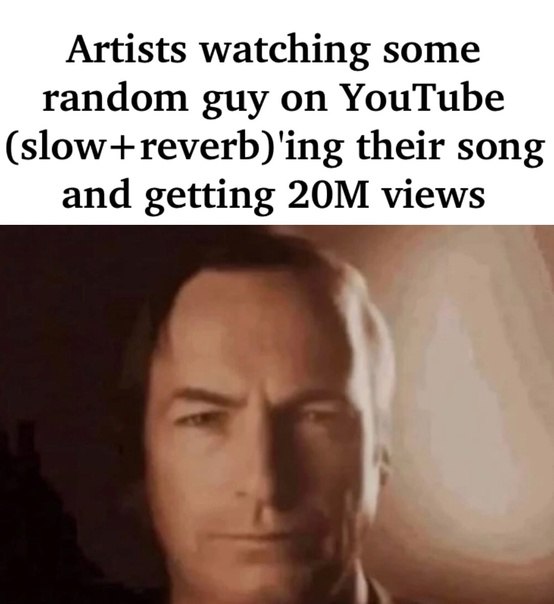 Artists watching some
random guy on YouTube
(slow+reverb)'ing their song
and getting 20M views